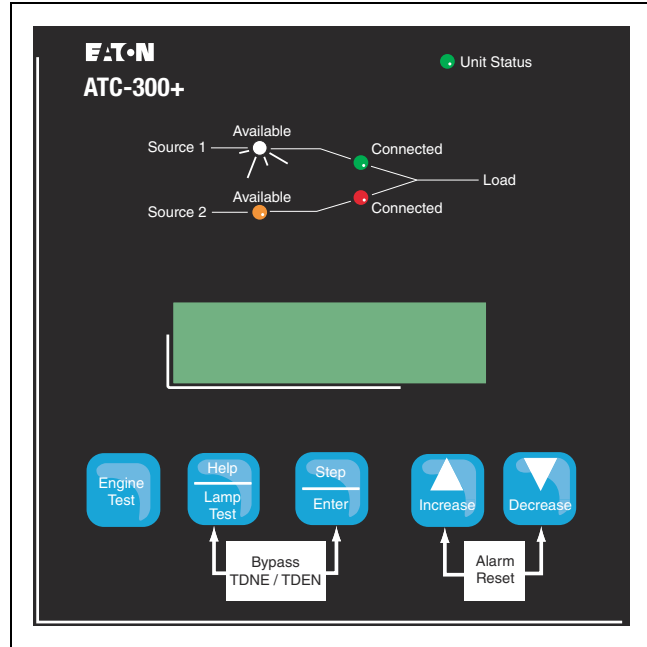 EATON
ATC-300+
Unit Status
Available
Source 1
Connected
Load
Available
Source 2
Connected
Engine
Test
Help
Lamp
Test
Step
Enter
Increase
Decrease
Bypass
TDNE / TDEN
Alarm
Reset